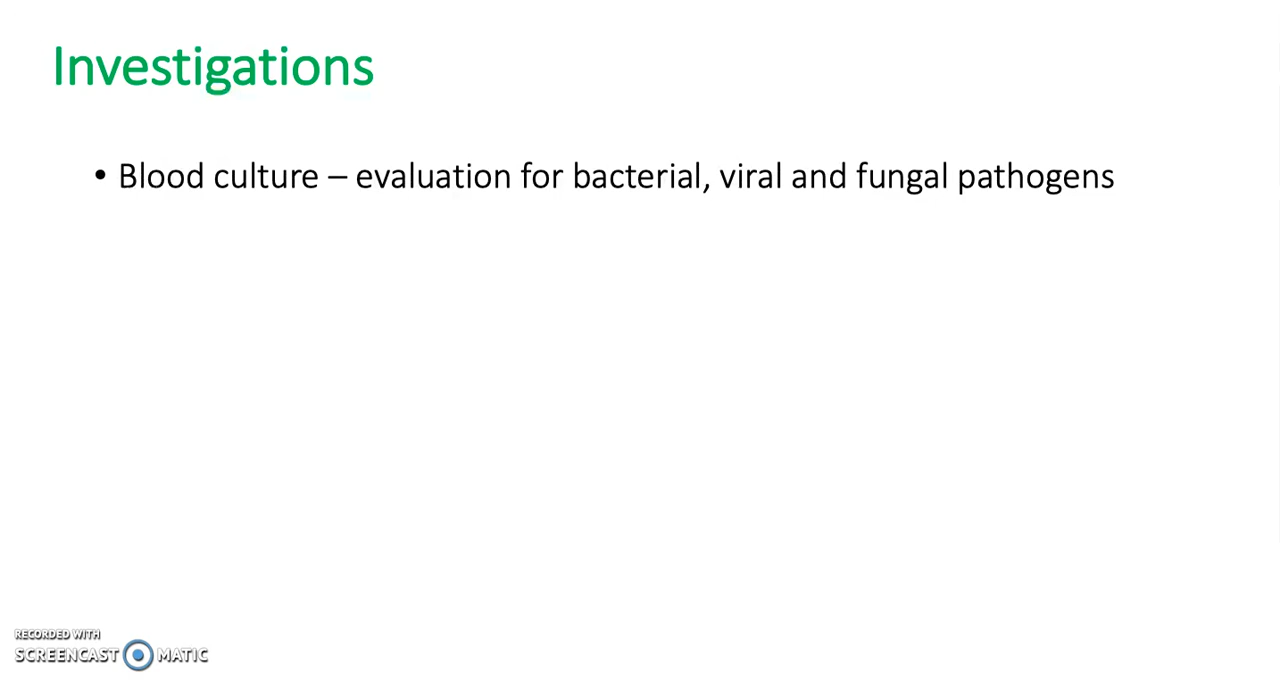 Investigations
• Blood culture – evaluation for bacterial, viral and fungal pathogens
RECORDED WITH
SCREENCAST MATIC